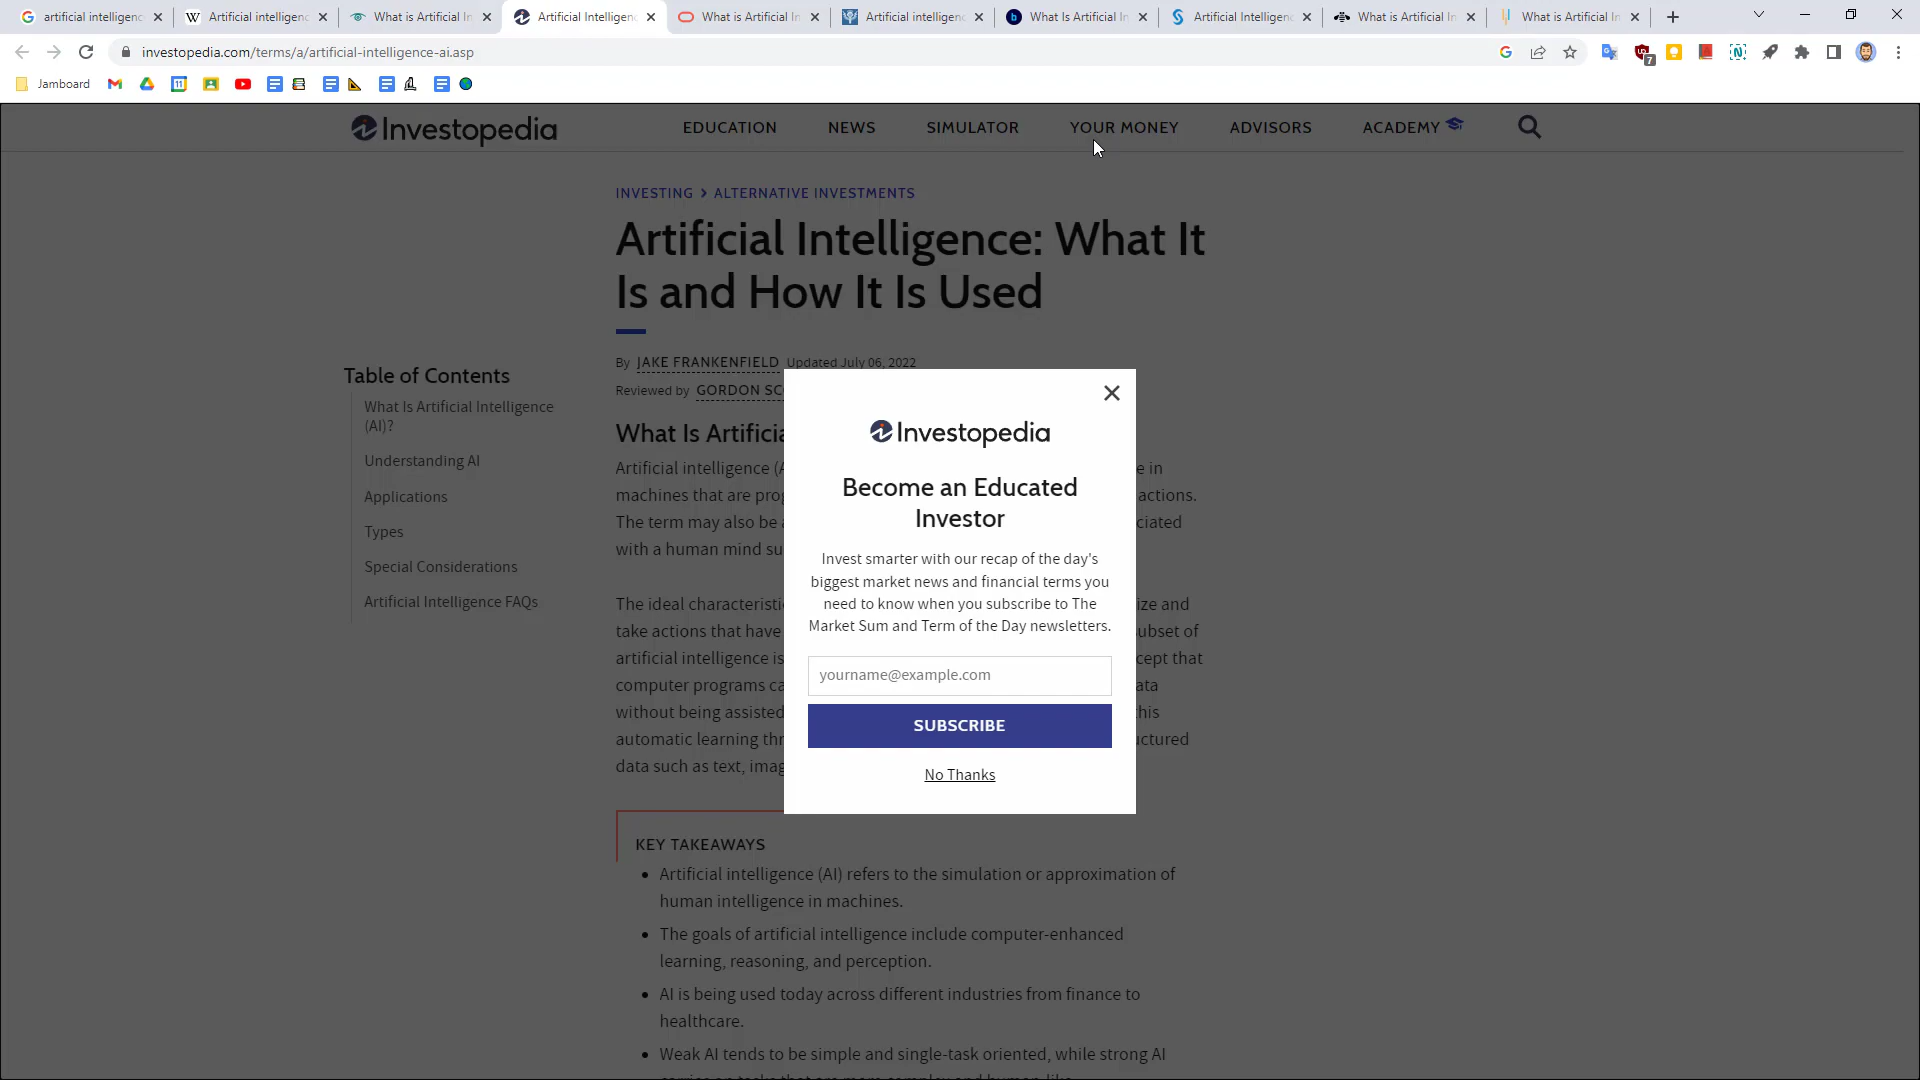 artificial intelligenc
Artificial intelligenc
What is Artificial In
Artificial Intelligenc
What is Artificial In
Artificial intelligenc
What Is Artificial In
Artificial Intelligenc
What is Artificial In
What is Artificial In
investopedia.com/terms/a/artificial-intelligence-ai.asp
7
Jamboard
Investopedia
EDUCATION
NEWS
SIMULATOR
YOUR MONEY
ADVISORS
ACADEMY
INVESTING > ALTERNATIVE INVESTMENTS
Artificial Intelligence: What It
Is and How It Is Used
By JAKE FRANKENFIELD Updated July 06, 2022
Reviewed by GORDON SC
Table of Contents
What Is Artificial Intelligence
(AI)?
Understanding AI
Applications
Types
Special Considerations
Artificial Intelligence FAQs
What Is Artificia
Artificial intelligence (A e in
machines that are prog actions.
The term may also be a ciated
with a human mind su
The ideal characteristic ize and
take actions that have ubset of
artificial intelligence is cept that
computer programs ca ata
without being assisted his
automatic learning thr uctured
data such as text, imag
Investopedia
Become an Educated
Investor
Invest smarter with our recap of the day's
biggest market news and financial terms you
need to know when you subscribe to The
Market Sum and Term of the Day newsletters.
yourname@example.com
SUBSCRIBE
No Thanks
KEY TAKEAWAYS
Artificial intelligence (AI) refers to the simulation or approximation of
human intelligence in machines.
The goals of artificial intelligence include computer-enhanced
learning, reasoning, and perception.
AI is being used today across different industries from finance to
healthcare.
Weak AI tends to be simple and single-task oriented, while strong AI